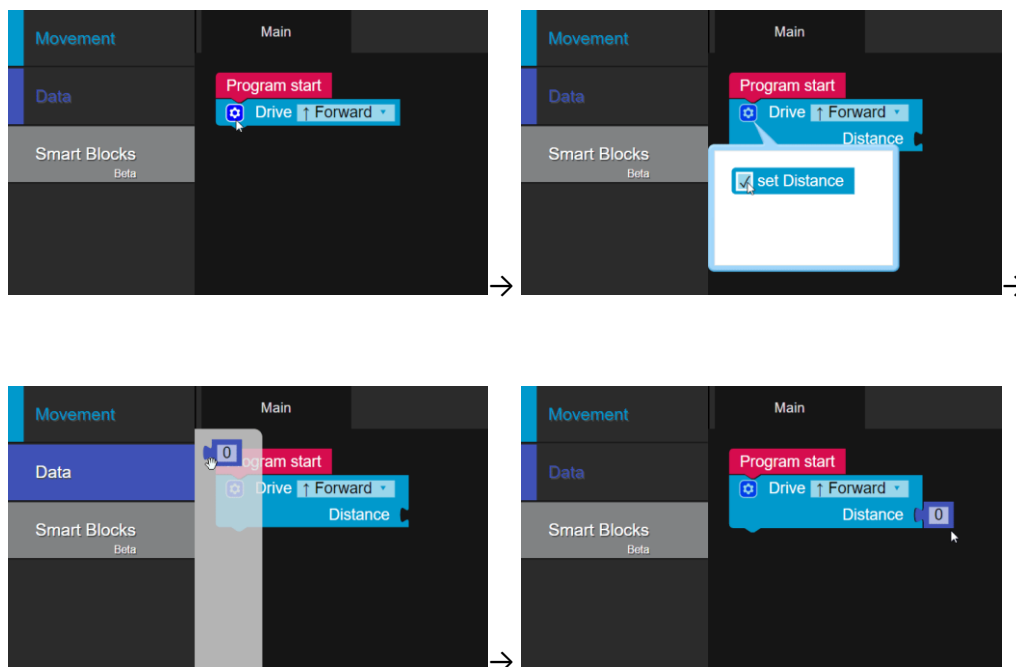 Movement
Main
Program start
Data
Drive ↑ Forward
Smart Blocks
Beta
→
Movement
Main
Program start
Data
Drive ↑ Forward
Distance
Smart Blocks
Beta
set Distance
→
Movement
Main
0
gram start
Data
Drive ↑ Forward
Distance
Smart Blocks
Beta
→
Movement
Main
Program start
Data
Drive ↑ Forward
Distance 0
Smart Blocks
Beta